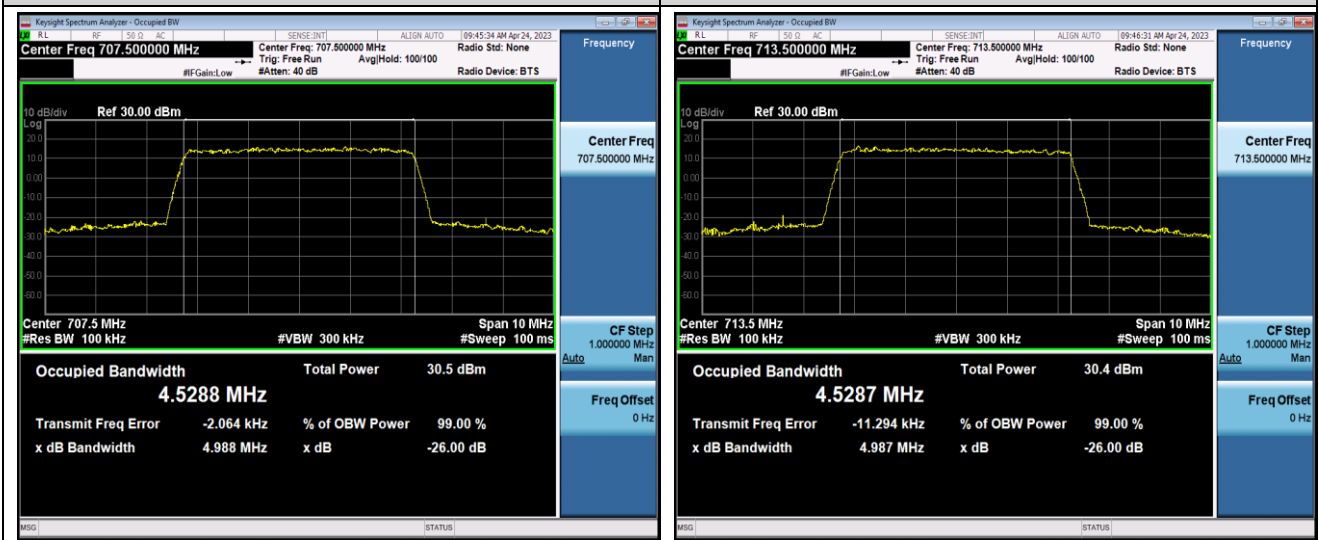 Keysight Spectrum Analyzer - Occupied BW
RL RF 50 Ω AC SENSE:INT ALIGN AUTO 09:45:34 AM Apr 24, 2023
Center Freq 707.500000 MHz Center Freq: 707.500000 MHz Radio Std: None Frequency
Trig: Free Run Avg|Hold: 100/100
#IFGain:Low #Atten: 40 dB Radio Device: BTS
10 dB/div Ref 30.00 dBm
Log
20.0
10.0
0.00
-10.0
-20.0
-30.0
-40.0
-50.0
-60.0
Center Freq
707.500000 MHz
Center 707.5 MHz Span 10 MHz
#Res BW 100 kHz #VBW 300 kHz #Sweep 100 ms
CF Step
1.000000 MHz
Auto Man
Occupied Bandwidth Total Power 30.5 dBm
4.5288 MHz
Freq Offset
0 Hz
Transmit Freq Error -2.064 kHz % of OBW Power 99.00 %
x dB Bandwidth 4.988 MHz x dB -26.00 dB
MSG STATUS
Keysight Spectrum Analyzer - Occupied BW
RL RF 50 Ω AC SENSE:INT ALIGN AUTO 09:46:31 AM Apr 24, 2023
Center Freq 713.500000 MHz Center Freq: 713.500000 MHz Radio Std: None Frequency
Trig: Free Run Avg|Hold: 100/100
#IFGain:Low #Atten: 40 dB Radio Device: BTS
10 dB/div Ref 30.00 dBm
Log
20.0
10.0
0.00
-10.0
-20.0
-30.0
-40.0
-50.0
-60.0
Center Freq
713.500000 MHz
Center 713.5 MHz Span 10 MHz
#Res BW 100 kHz #VBW 300 kHz #Sweep 100 ms
CF Step
1.000000 MHz
Auto Man
Occupied Bandwidth Total Power 30.4 dBm
4.5287 MHz
Freq Offset
0 Hz
Transmit Freq Error -11.294 kHz % of OBW Power 99.00 %
x dB Bandwidth 4.987 MHz x dB -26.00 dB
MSG STATUS